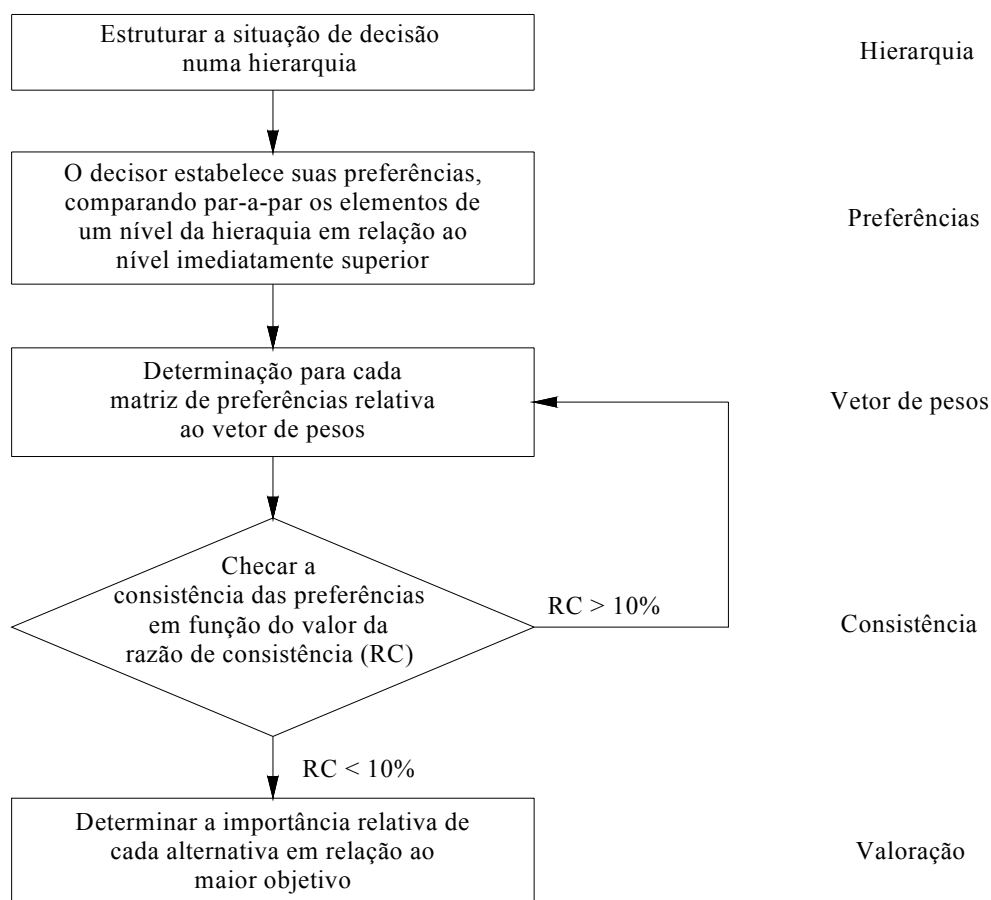 Estruturar a situação de decisão
numa hierarquia
Hierarquia
O decisor estabelece suas preferências,
comparando par-a-par os elementos de
um nível da hieraquia em relação ao
nível imediatamente superior
Preferências
Determinação para cada
matriz de preferências relativa
ao vetor de pesos
Vetor de pesos
Checar a
consistência das preferências
em função do valor da
razão de consistência (RC)
RC > 10%
Consistência
RC < 10%
Determinar a importância relativa de
cada alternativa em relação ao
maior objetivo
Valoração